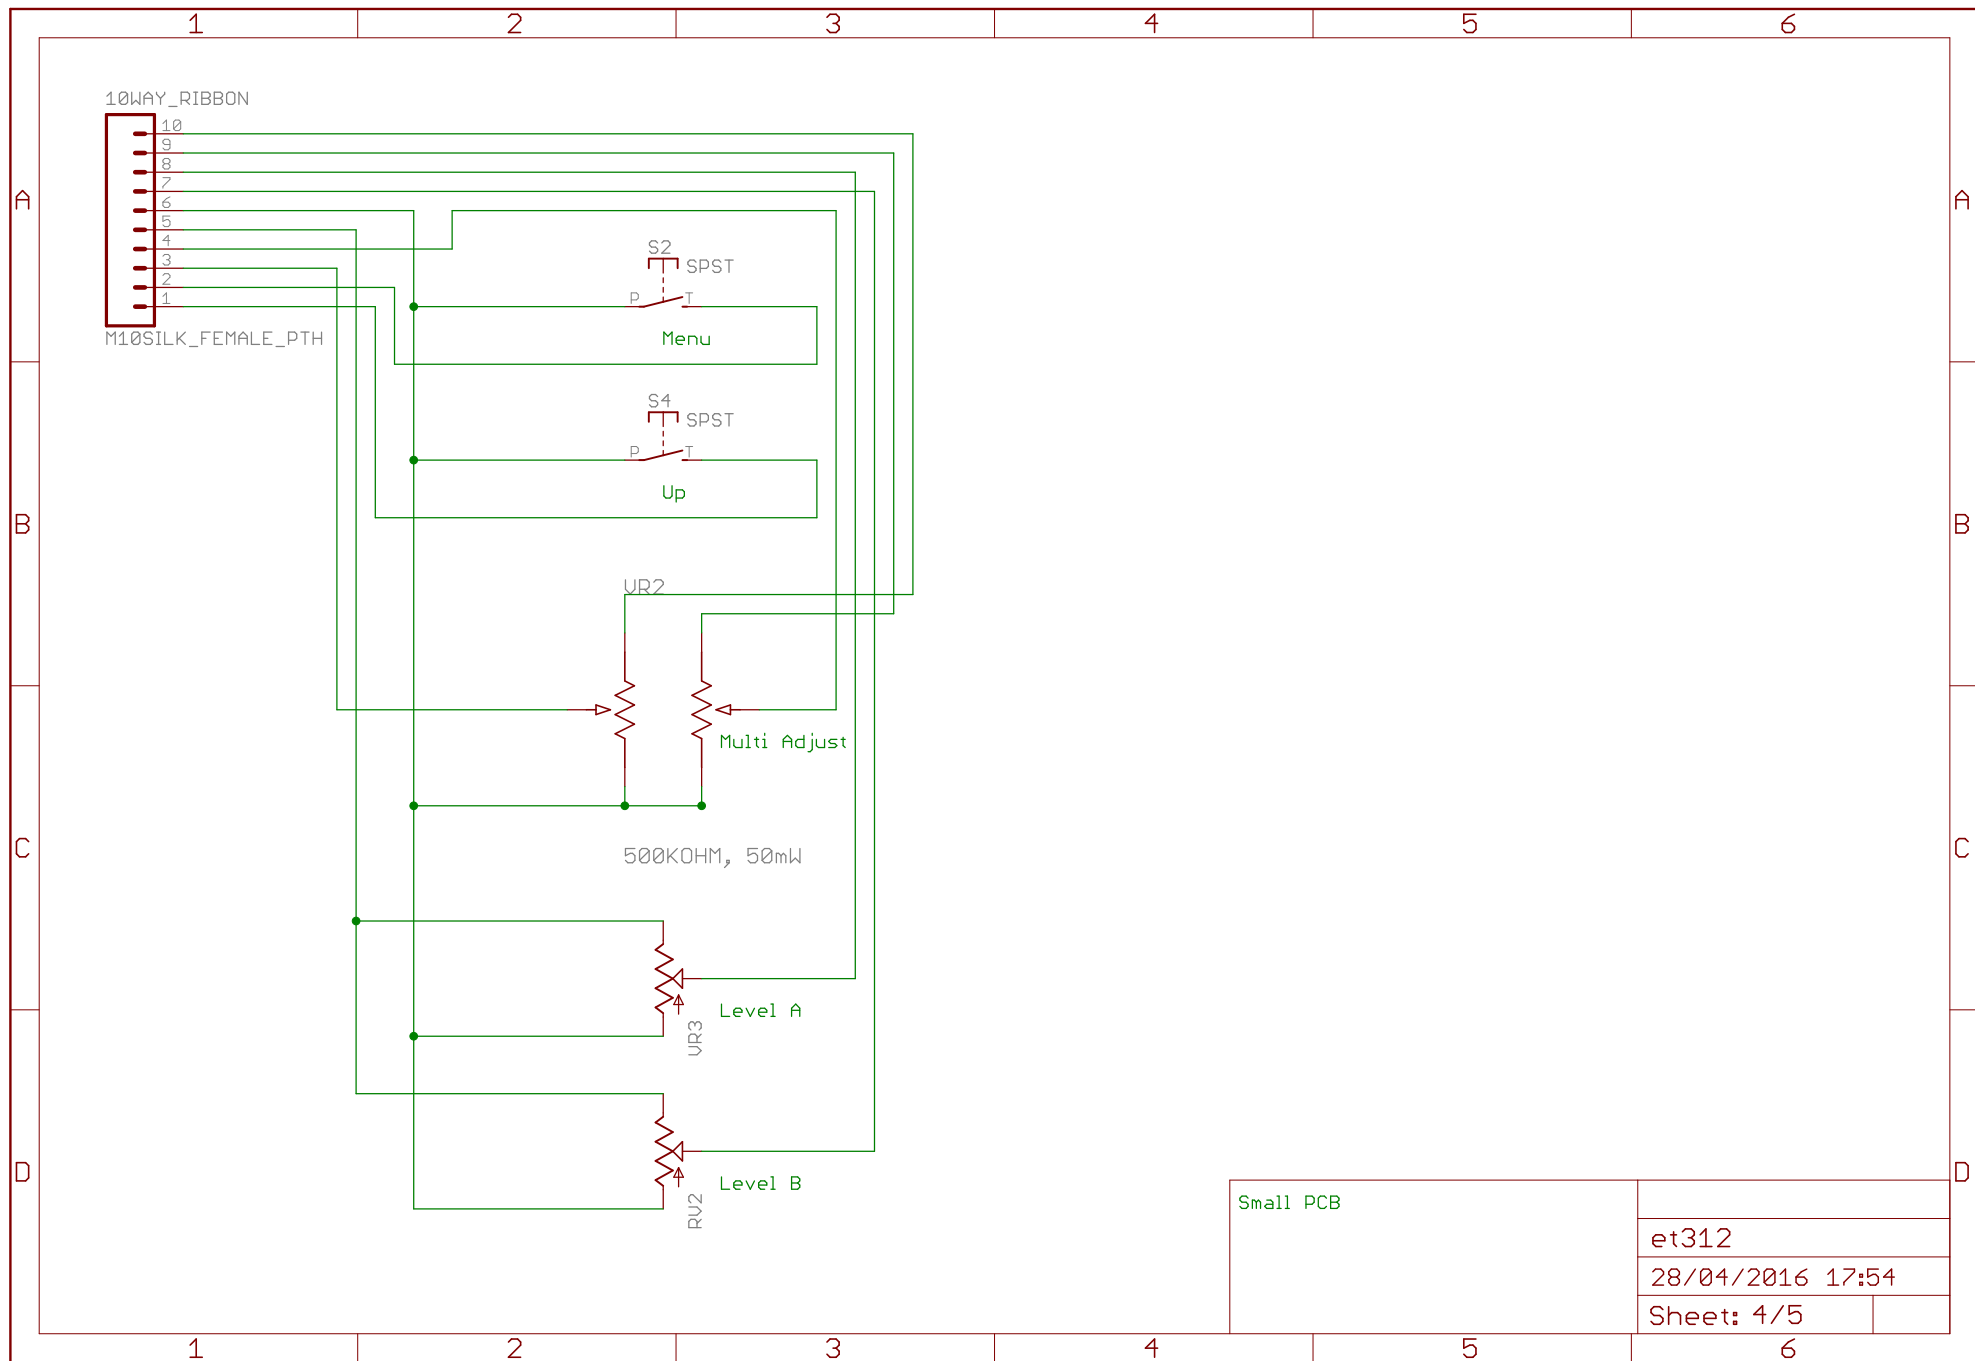 1 2 3 4 5 6
10WAY_RIBBON
10
9
8
7
6
5
4
3
2
1
M10SILK_FEMALE_PTH
A A
S2
SPST
P T
Menu
S4
SPST
P T
Up
B B
VR2
Multi Adjust
C C
500KOHM, 50mW
Level A
VR3
D D
Level B
RV2
Small PCB
et312
28/04/2016 17:54
Sheet: 4/5
1 2 3 4 5 6